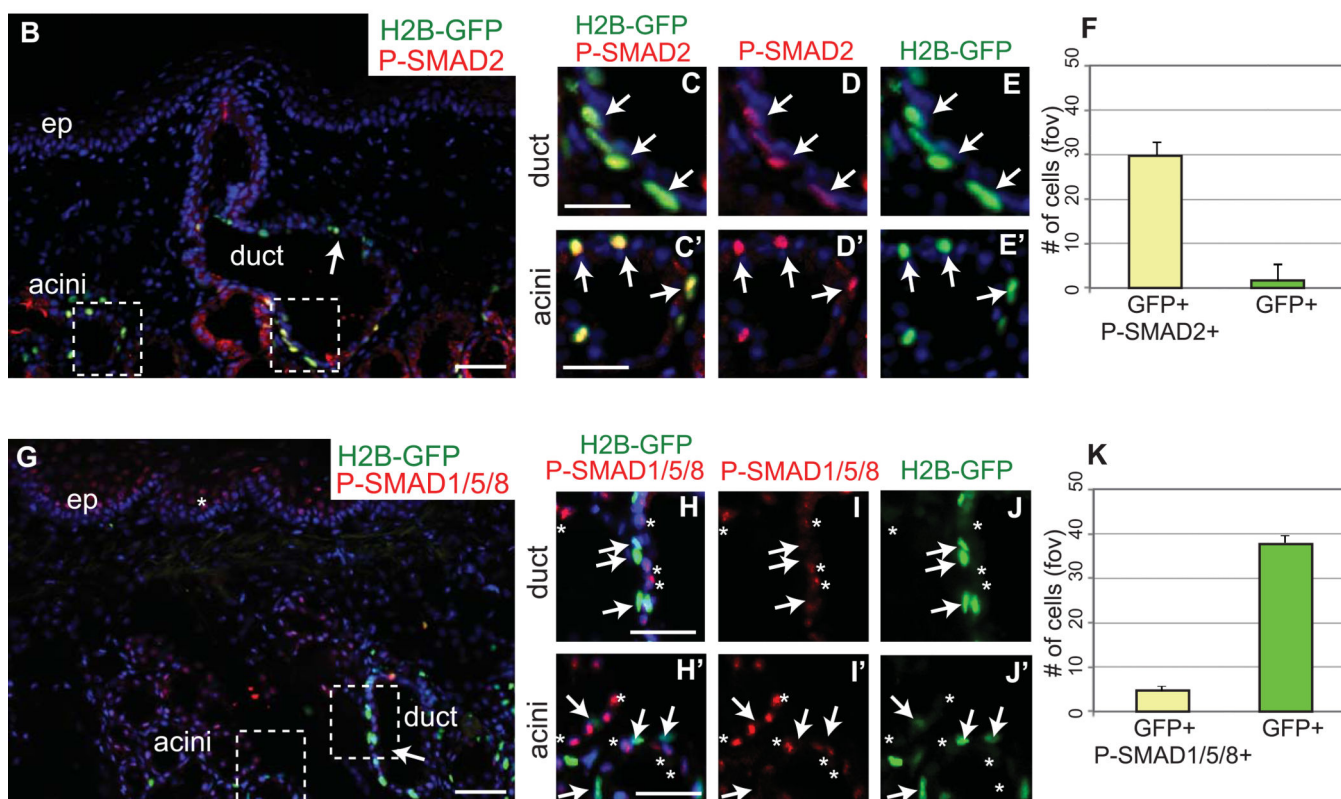 B
H2B-GFP
P-SMAD2
ep
duct
acini
H2B-GFP
P-SMAD2
P-SMAD2
H2B-GFP
duct
C
D
E
acini
C'
D'
E'
F
# of cells (fov)
50
40
30
20
10
0
GFP+
P-SMAD2+
GFP+
G
H2B-GFP
P-SMAD1/5/8
ep
*
duct
acini
H2B-GFP
P-SMAD1/5/8
P-SMAD1/5/8
H2B-GFP
duct
H
I
J
acini
H'
I'
J'
K
# of cells (fov)
50
40
30
20
10
0
GFP+
P-SMAD1/5/8+
GFP+